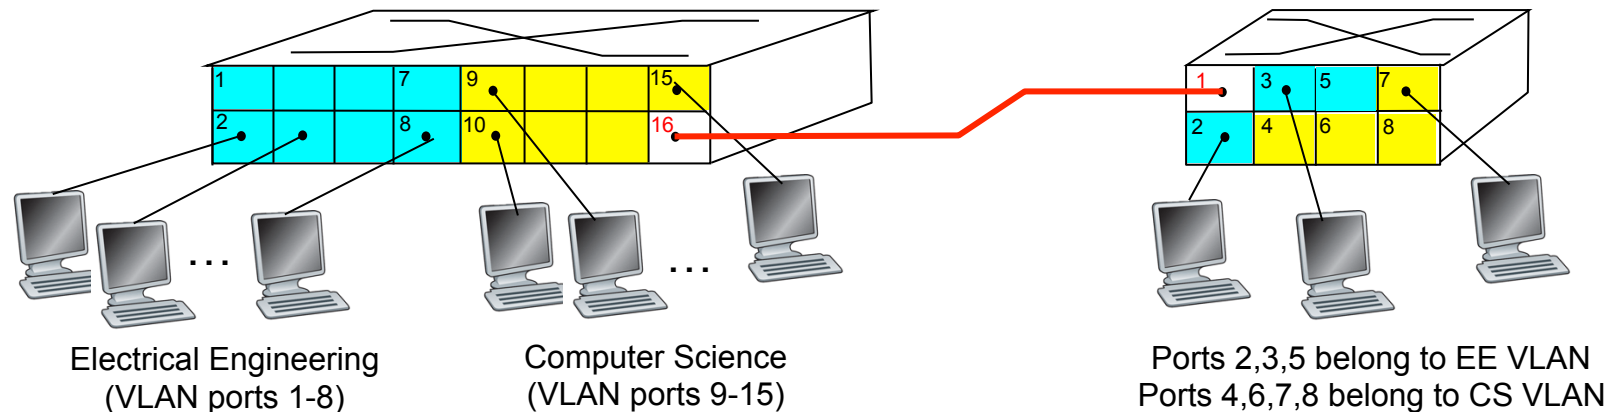 1 7 9 15
2 8 10 16
1 3 5 7
2 4 6 8
... ...
Electrical Engineering
(VLAN ports 1-8)
Computer Science
(VLAN ports 9-15)
Ports 2,3,5 belong to EE VLAN
Ports 4,6,7,8 belong to CS VLAN